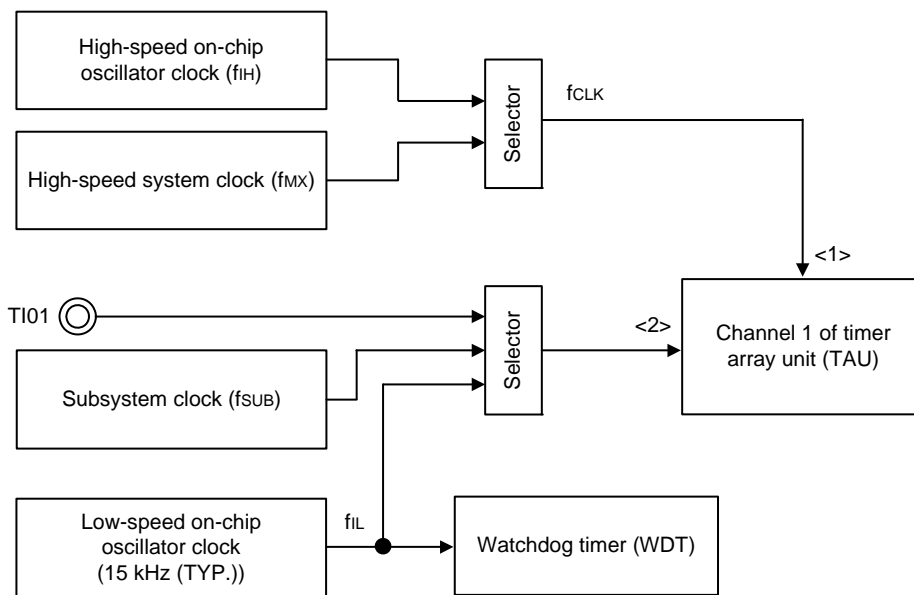 High-speed on-chip
oscillator clock (fIH)
Selector
fCLK
High-speed system clock (fMX)
<1>
TI01
Selector
<2>
Channel 1 of timer
array unit (TAU)
Subsystem clock (fSUB)
Low-speed on-chip
oscillator clock
(15 kHz (TYP.))
fIL
Watchdog timer (WDT)